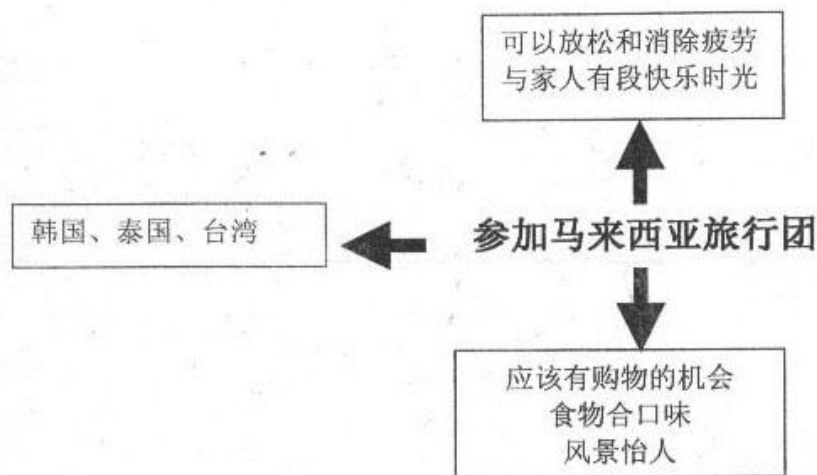 可以放松和消除疲劳
与家人有段快乐时光
韩国、泰国、台湾
参加马来西亚旅行团
应该有购物的机会
食物合口味
风景怡人